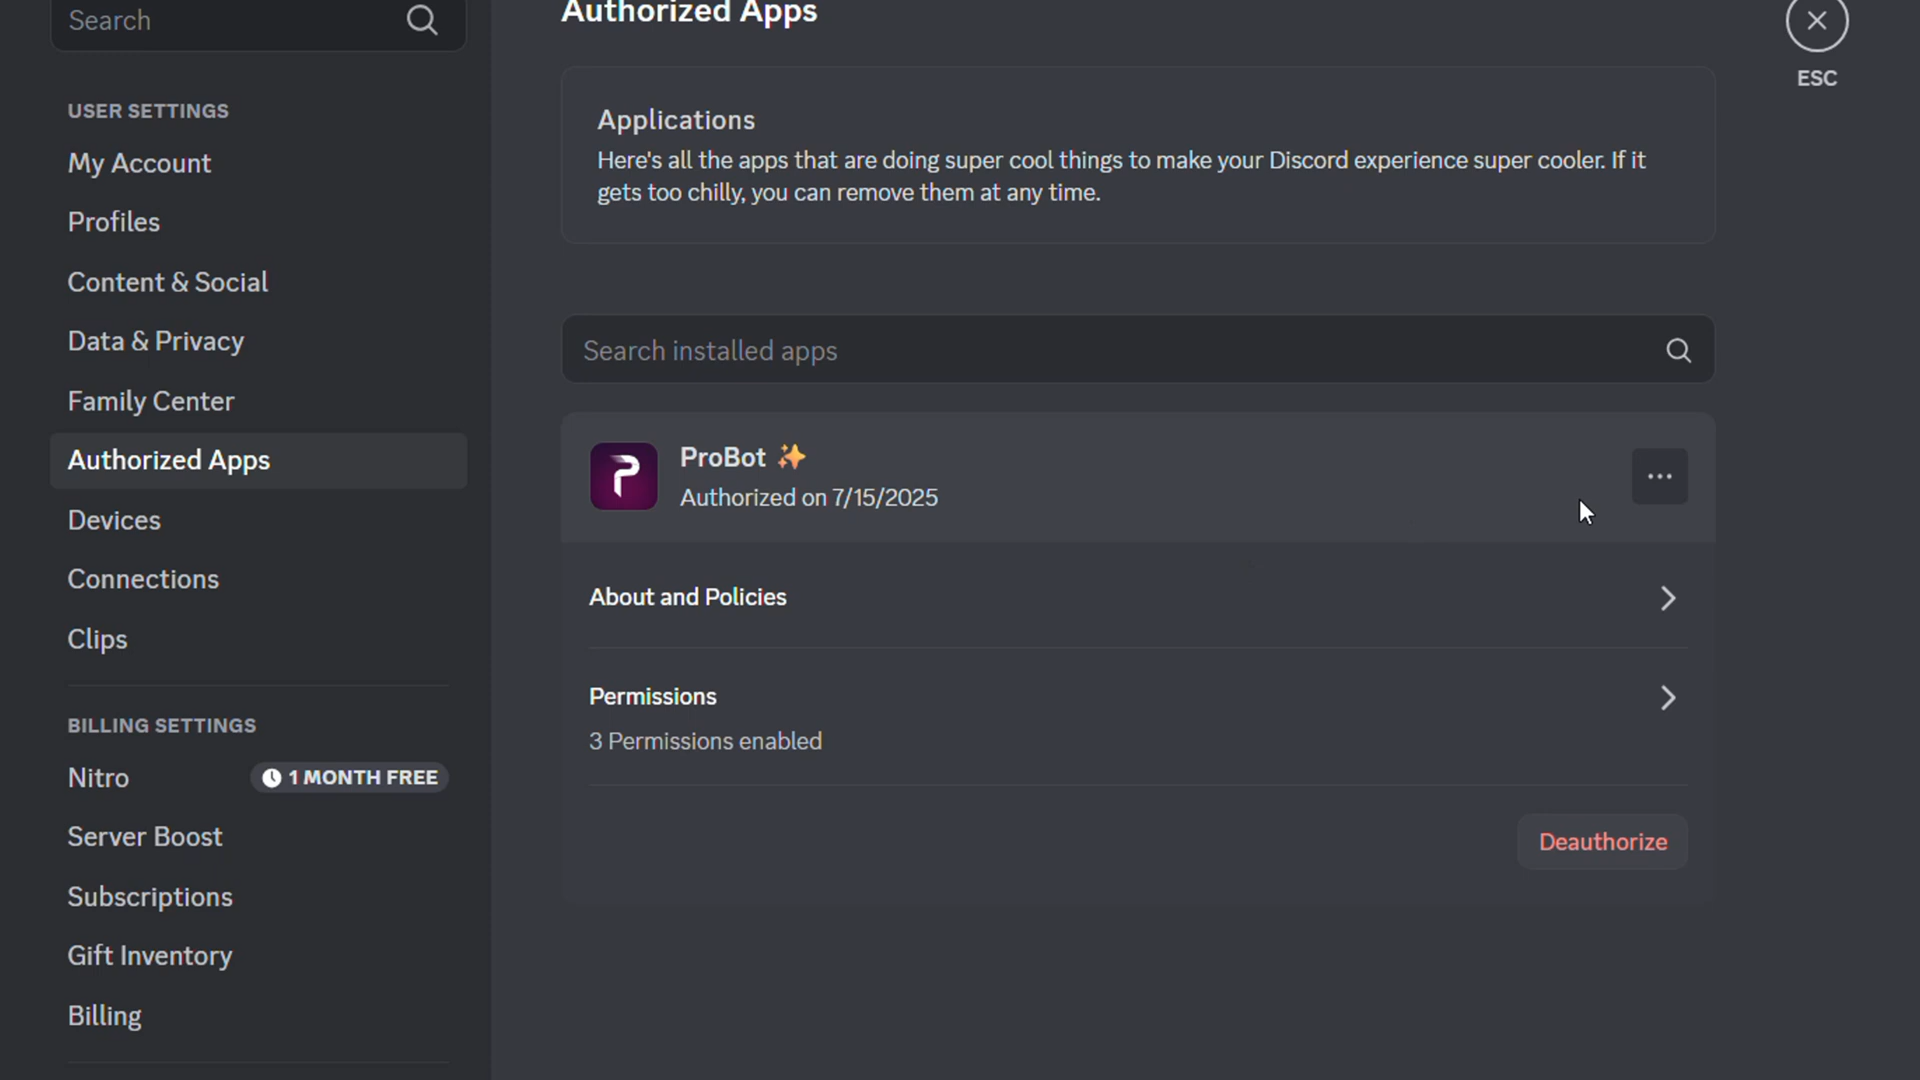 Search
USER SETTINGS
My Account
Profiles
Content & Social
Data & Privacy
Family Center
Authorized Apps
Devices
Connections
Clips
BILLING SETTINGS
Nitro
1 MONTH FREE
Server Boost
Subscriptions
Gift Inventory
Billing
Authorized Apps
Applications
Here's all the apps that are doing super cool things to make your Discord experience super cooler. If it
gets too chilly, you can remove them at any time.
Search installed apps
ProBot ✨
Authorized on 7/15/2025
About and Policies
Permissions
3 Permissions enabled
Deauthorize
ESC